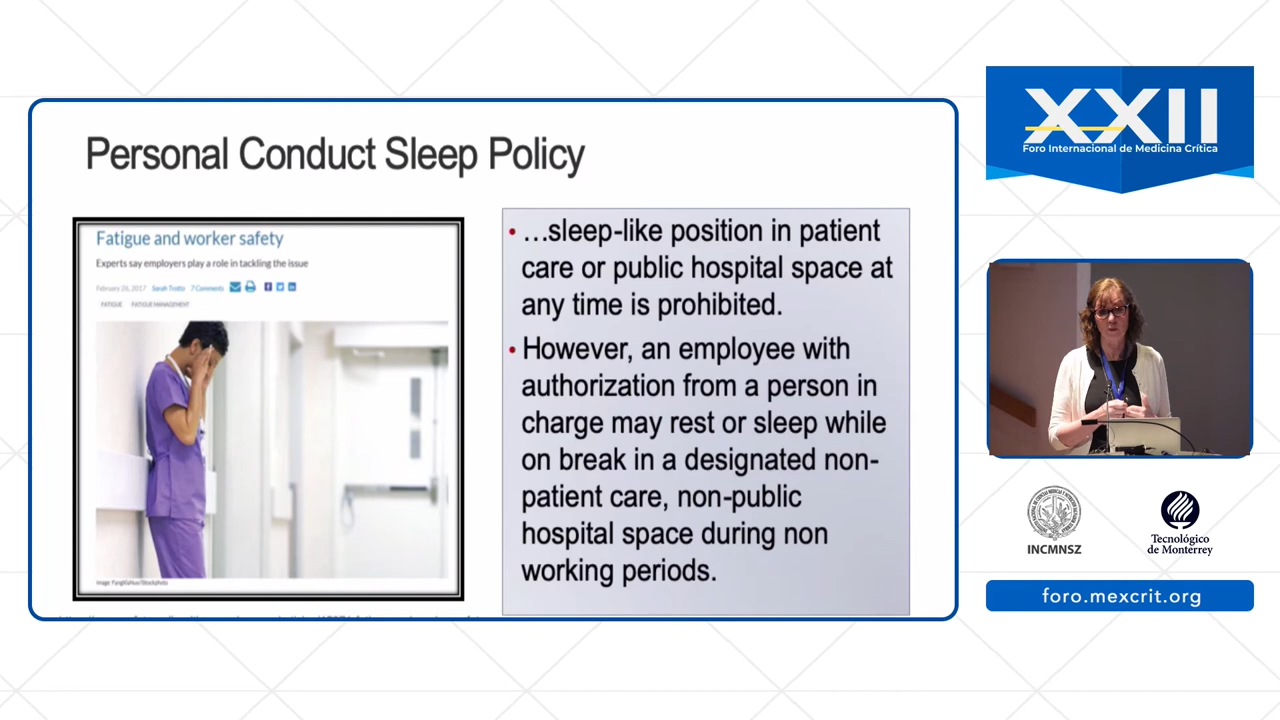 Personal Conduct Sleep Policy
Fatigue and worker safety
Experts say employers play a role in tackling the issue
February 26, 2017 Sarah Trotto 7 Comments
FATIGUE FATIGUE MANAGEMENT
• …sleep-like position in patient
care or public hospital space at
any time is prohibited.
• However, an employee with
authorization from a person in
charge may rest or sleep while
on break in a designated non-
patient care, non-public
hospital space during non
working periods.
XXII
Foro Internacional de Medicina Crítica
INCMNSZ
Tecnológico
de Monterrey
foro.mexcrit.org